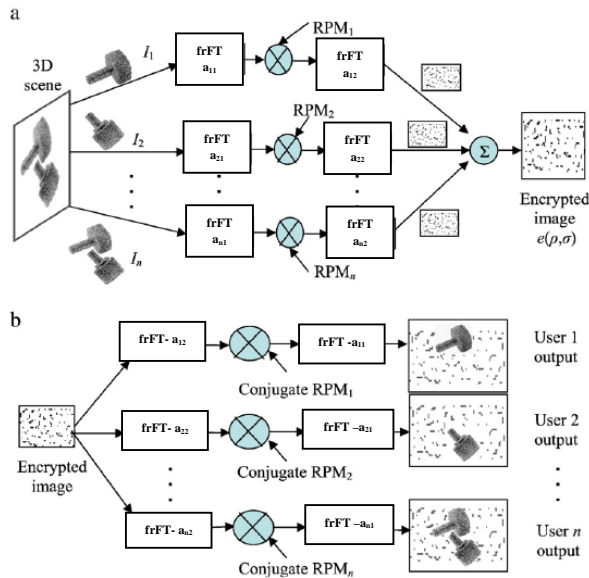 a
3D
scene
I1
frFT
a11
RPM1
frFT
a12
I2
frFT
a21
RPM2
frFT
a22
Σ
In
frFT
an1
RPMn
frFT
an2
Encrypted
image
e(ρ,σ)
b
Encrypted
image
frFT- a12
Conjugate RPM1
frFT -a11
User 1
output
frFT- a22
Conjugate RPM2
frFT –a21
User 2
output
frFT- an2
Conjugate RPMn
frFT –an1
User n
output